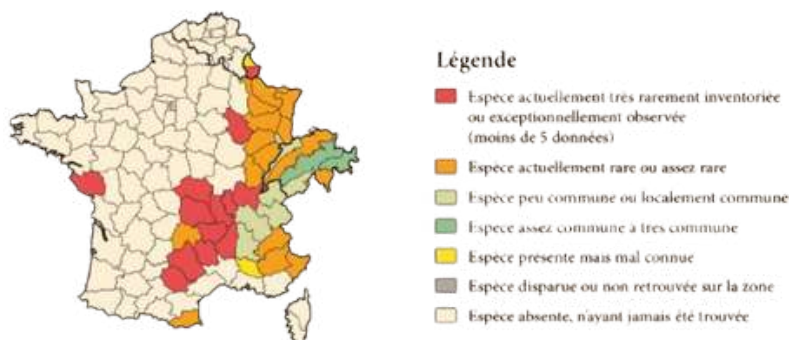 Légende
Espèce actuellement très rarement inventoriée
ou exceptionnellement observée
(moins de 5 données)
Espèce actuellement rare ou assez rare
Espèce peu commune ou localement commune
Espèce assez commune à très commune
Espèce présente mais mal connue
Espèce disparue ou non retrouvée sur la zone
Espèce absente, n'ayant jamais été trouvée